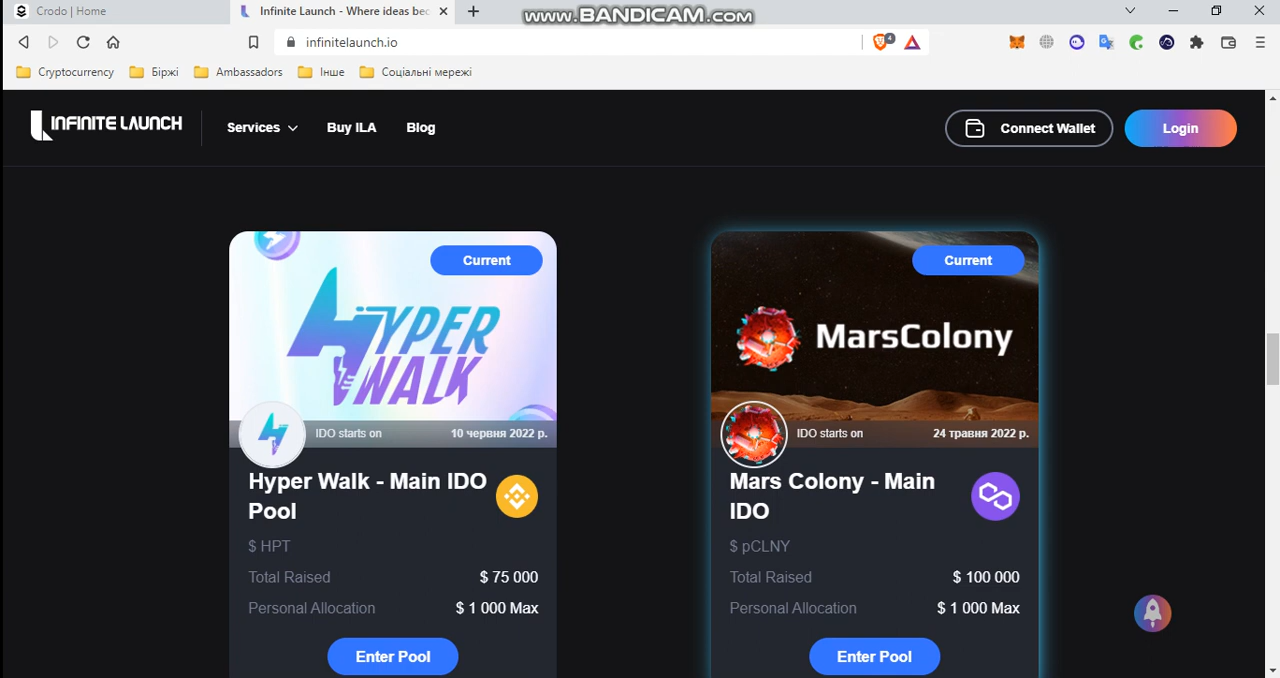 Crodo | Home
Infinite Launch - Where ideas bec
www.BANDICAM.com
infinitelaunch.io
4
Cryptocurrency
Біржі
Ambassadors
Інше
Соціальні мережі
INFINITE LAUNCH
Services
Buy ILA
Blog
Connect Wallet
Login
Current
HYPER
WALK
IDO starts on
10 червня 2022 р.
Hyper Walk - Main IDO
Pool
$ HPT
Total Raised
$ 75 000
Personal Allocation
$ 1 000 Max
Enter Pool
Current
MarsColony
IDO starts on
24 травня 2022 р.
Mars Colony - Main
IDO
$ pCLNY
Total Raised
$ 100 000
Personal Allocation
$ 1 000 Max
Enter Pool